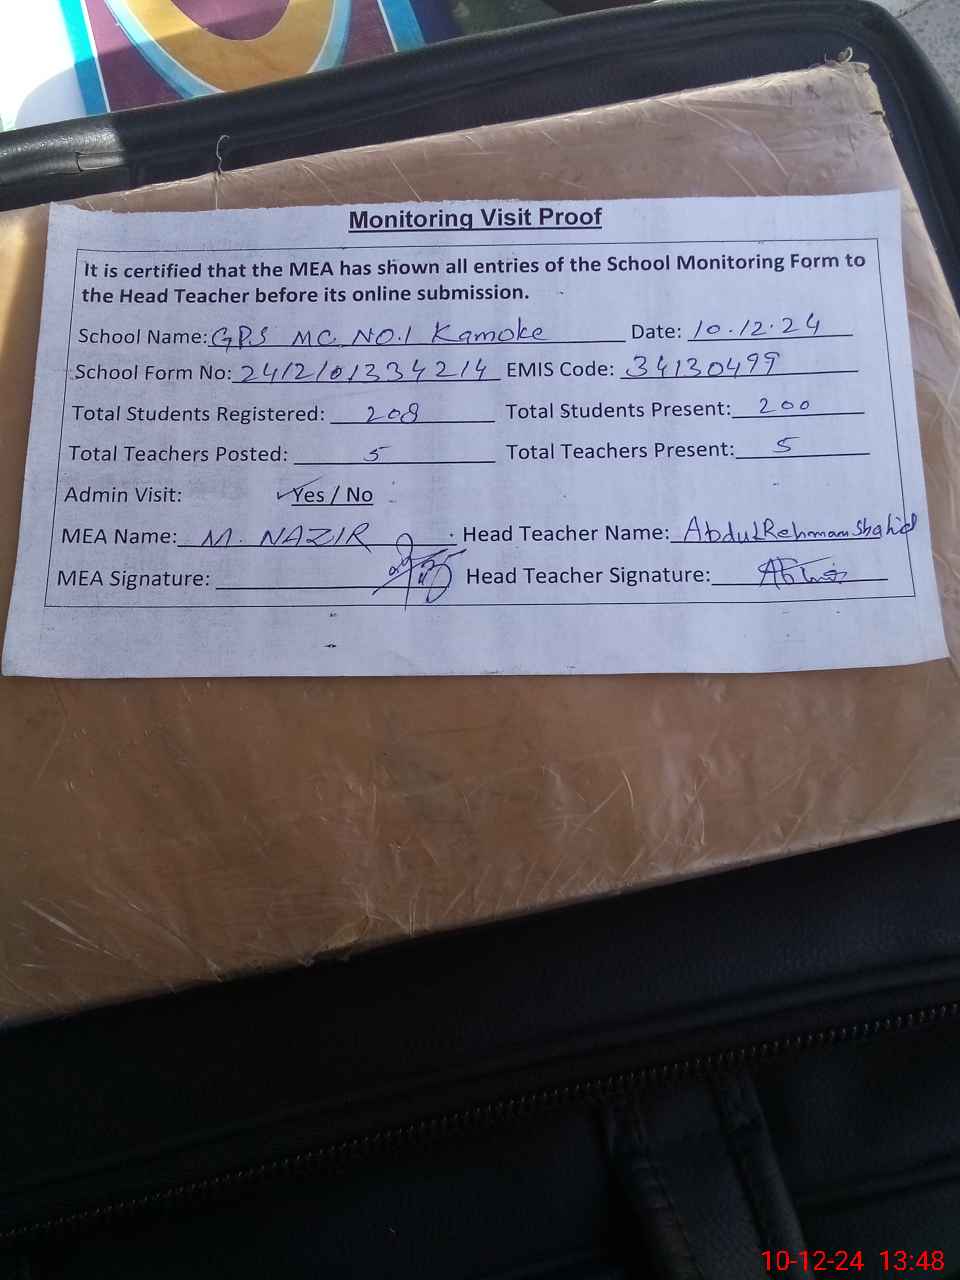 Monitoring Visit Proof
It is certified that the MEA has shown all entries of the School Monitoring Form to
the Head Teacher before its online submission.
School Name: GPS MC NO.1 Kamoke Date: 10.12.24
School Form No: 2412101334214 EMIS Code: 34130499
Total Students Registered: 208 Total Students Present: 200
Total Teachers Posted: 5 Total Teachers Present: 5
Admin Visit: Yes / No
MEA Name: M. NAZIR Head Teacher Name: Abdul Rehman Shahid
MEA Signature: Head Teacher Signature:
10-12-24 13:48